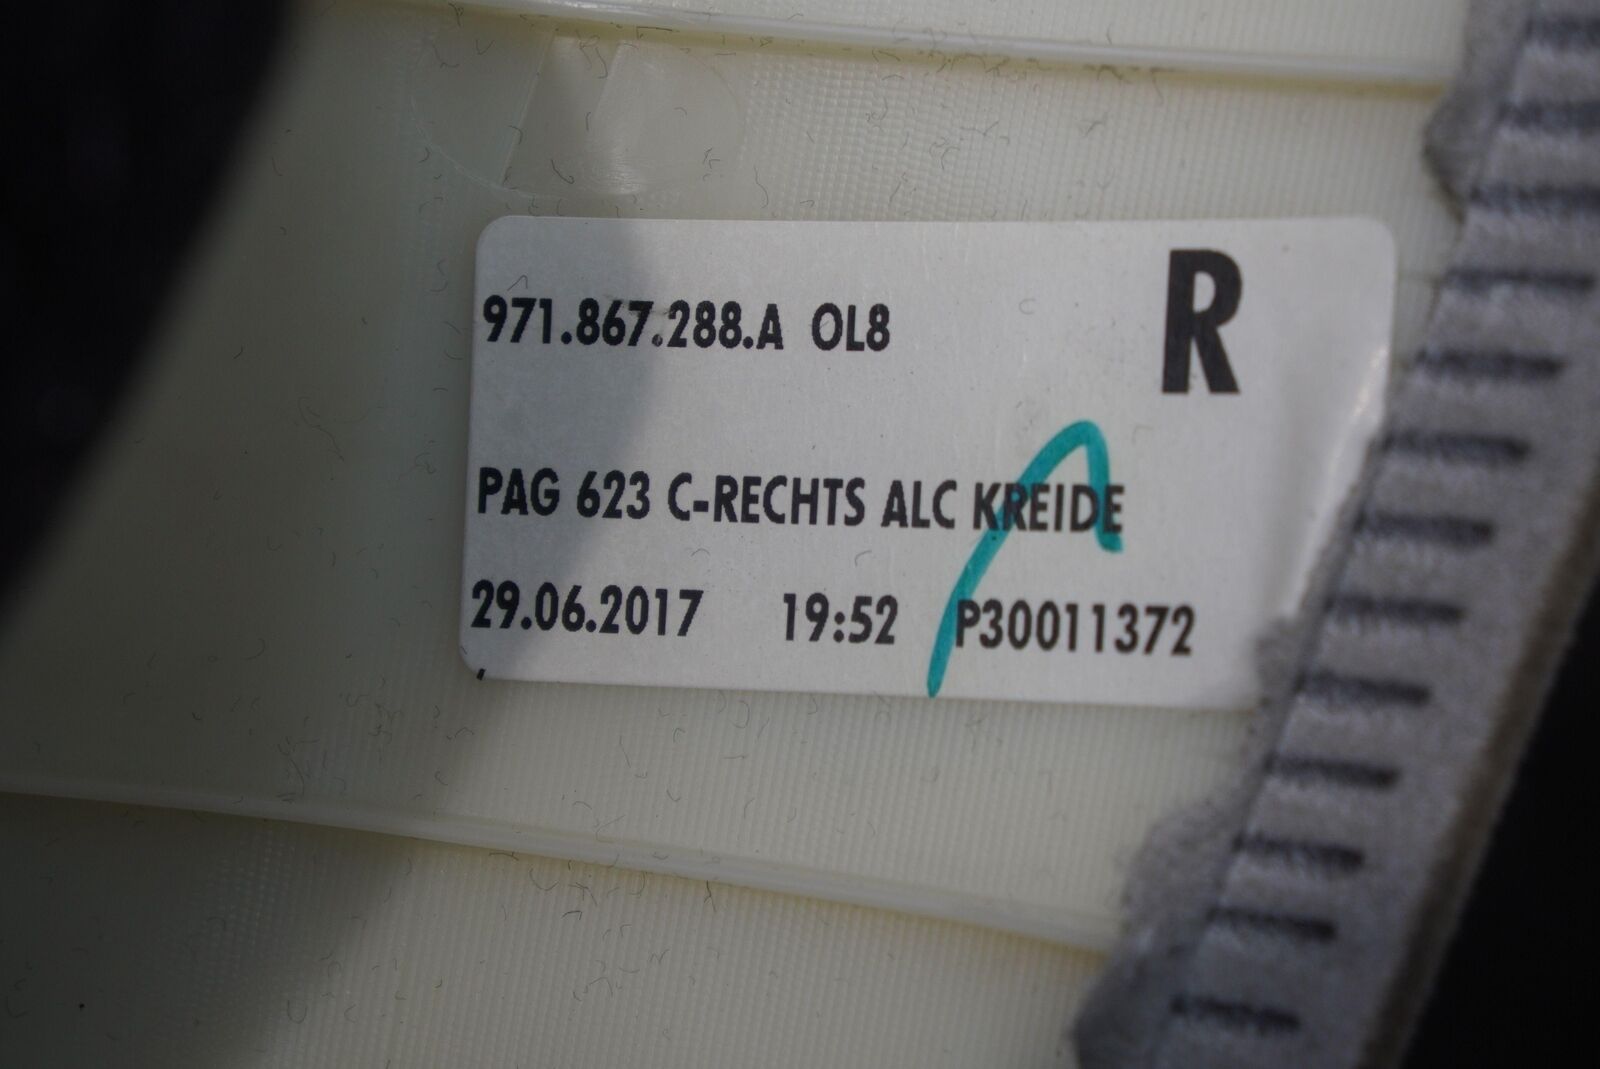 971.867.288.A OL8
R
PAG 623 C-RECHTS ALC KREIDE
29.06.2017 19:52 P30011372